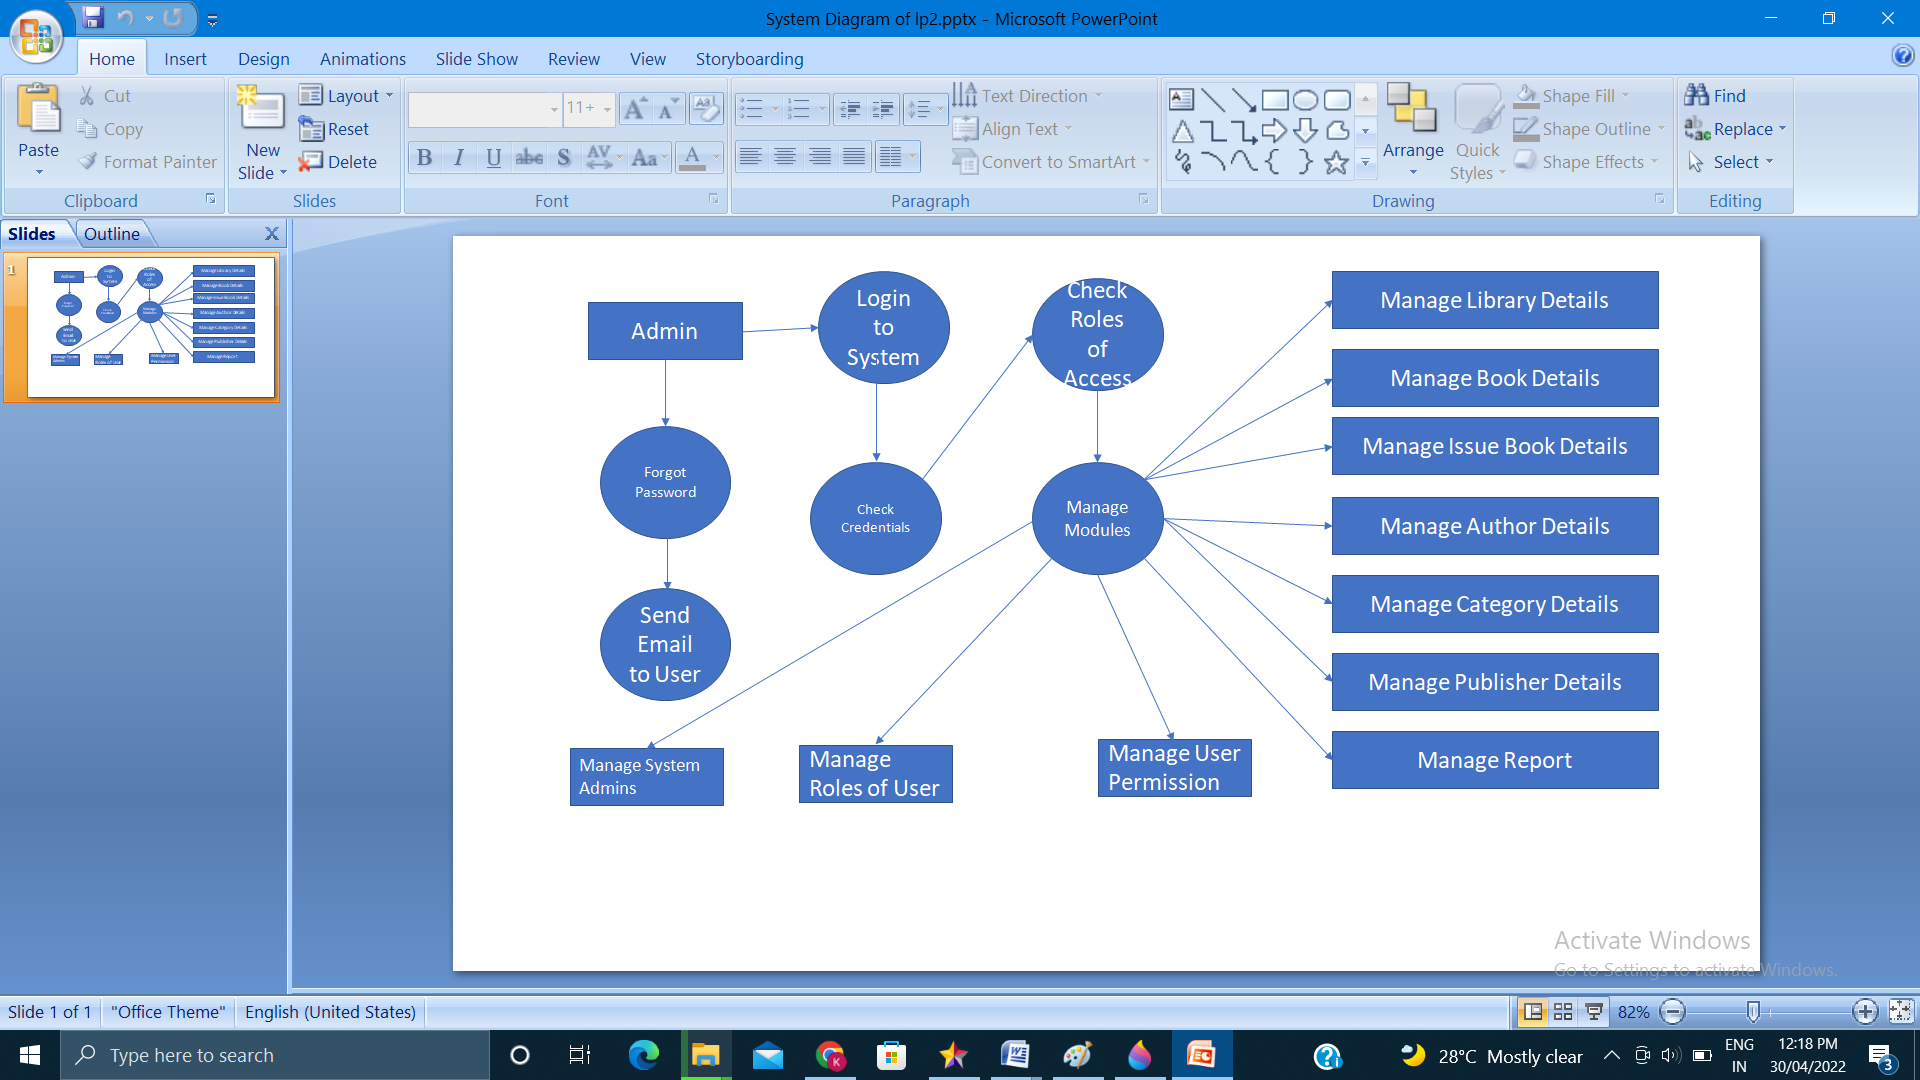 System Diagram of lp2.pptx - Microsoft PowerPoint
Home Insert Design Animations Slide Show Review View Storyboarding
Paste
Cut
Copy
Format Painter
Clipboard
New
Slide
Layout
Reset
Delete
Slides
11+
B I U abc S AV Aa A
Font
Text Direction
Align Text
Convert to SmartArt
Paragraph
Arrange
Quick
Styles
Shape Fill
Shape Outline
Shape Effects
Drawing
Find
Replace
Select
Editing
Slides Outline X
1
Admin
Login
to
System
Check
Roles
of
Access
Forgot
Password
Check
Credentials
Manage
Modules
Send
Email
to User
Manage System
Admins
Manage
Roles of User
Manage User
Permission
Manage Library Details
Manage Book Details
Manage Issue Book Details
Manage Author Details
Manage Category Details
Manage Publisher Details
Manage Report
Activate Windows
Go to Settings to activate Windows.
Slide 1 of 1 "Office Theme" English (United States)
82%
Type here to search
28°C Mostly clear
ENG
IN
12:18 PM
30/04/2022
3